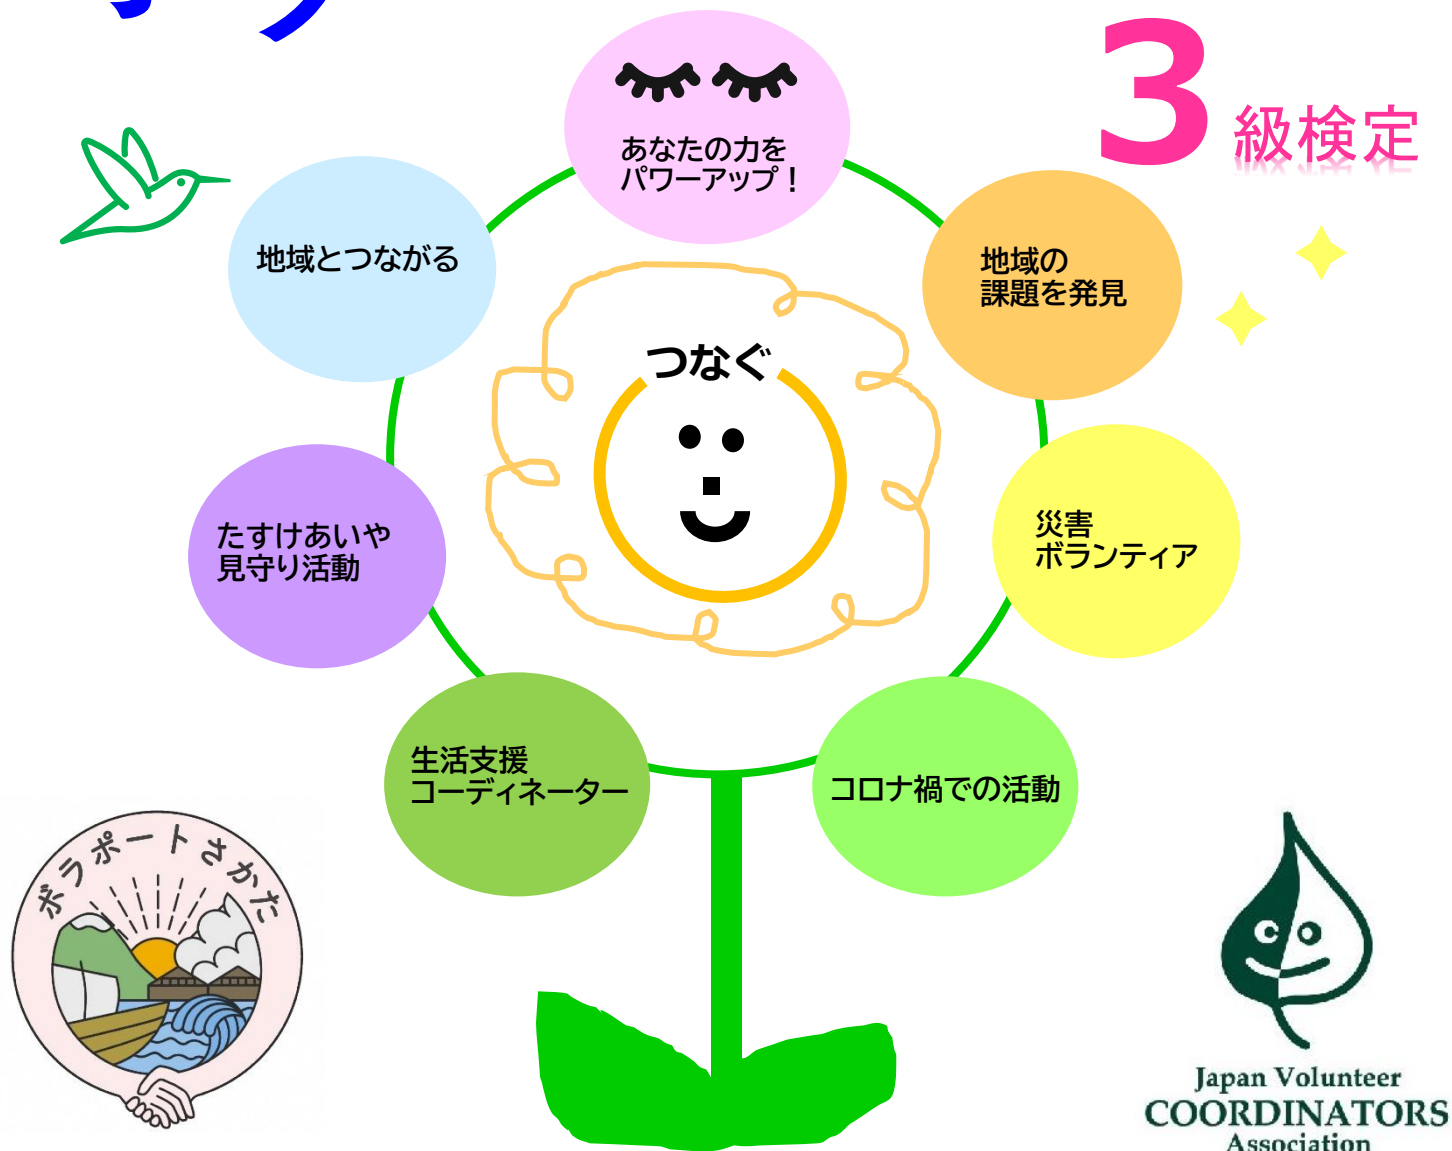 3級検定
あなたの力を
パワーアップ！
地域とつながる
地域の
課題を発見
つなぐ
たすけあいや
見守り活動
災害
ボランティア
生活支援
コーディネーター
コロナ禍での活動
ボラポートさかた
Japan Volunteer
COORDINATORS
Association